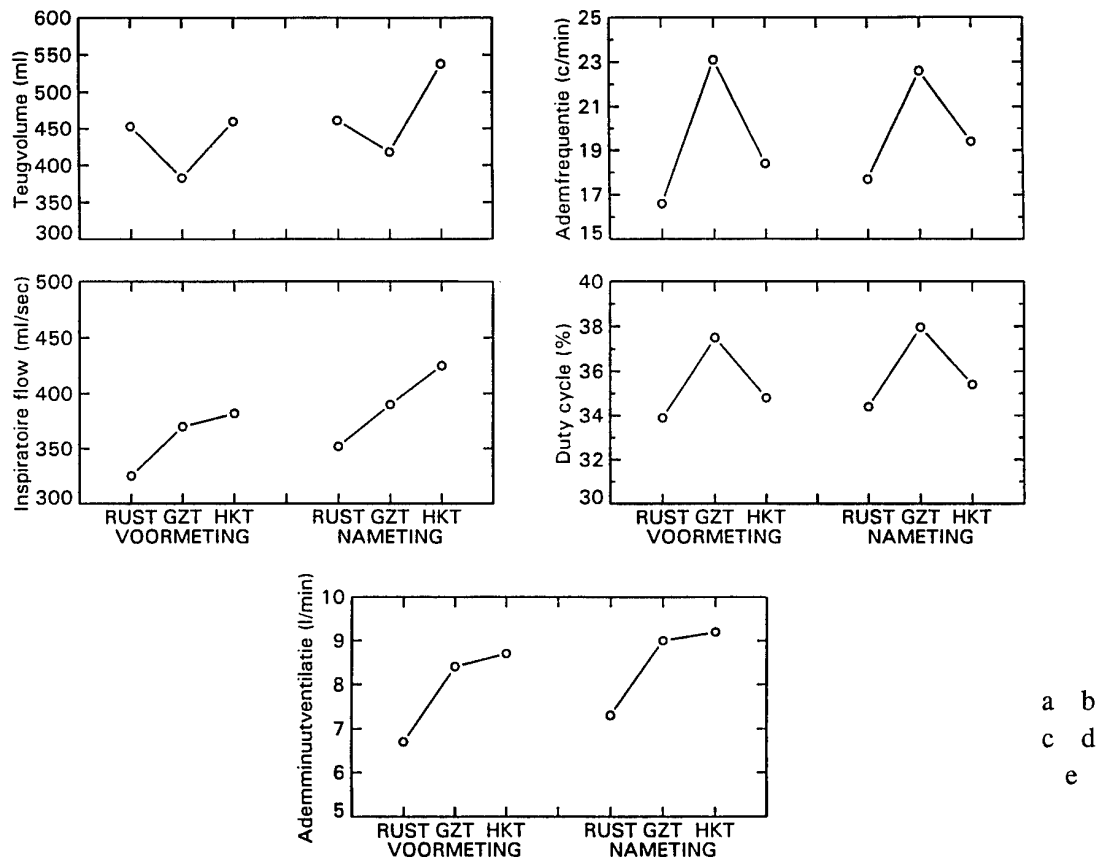 Teugvolume (ml)
600
550
500
450
400
350
300
Ademfrequentie (c/min)
25
23
21
19
17
15
Inspiratoire flow (ml/sec)
500
450
400
350
300
RUST GZT HKT RUST GZT HKT
VOORMETING NAMETING
Duty cycle (%)
40
38
36
34
32
30
RUST GZT HKT RUST GZT HKT
VOORMETING NAMETING
Ademminuutventilatie (l/min)
10
9
8
7
6
5
RUST GZT HKT RUST GZT HKT
VOORMETING NAMETING
a b
c d
e